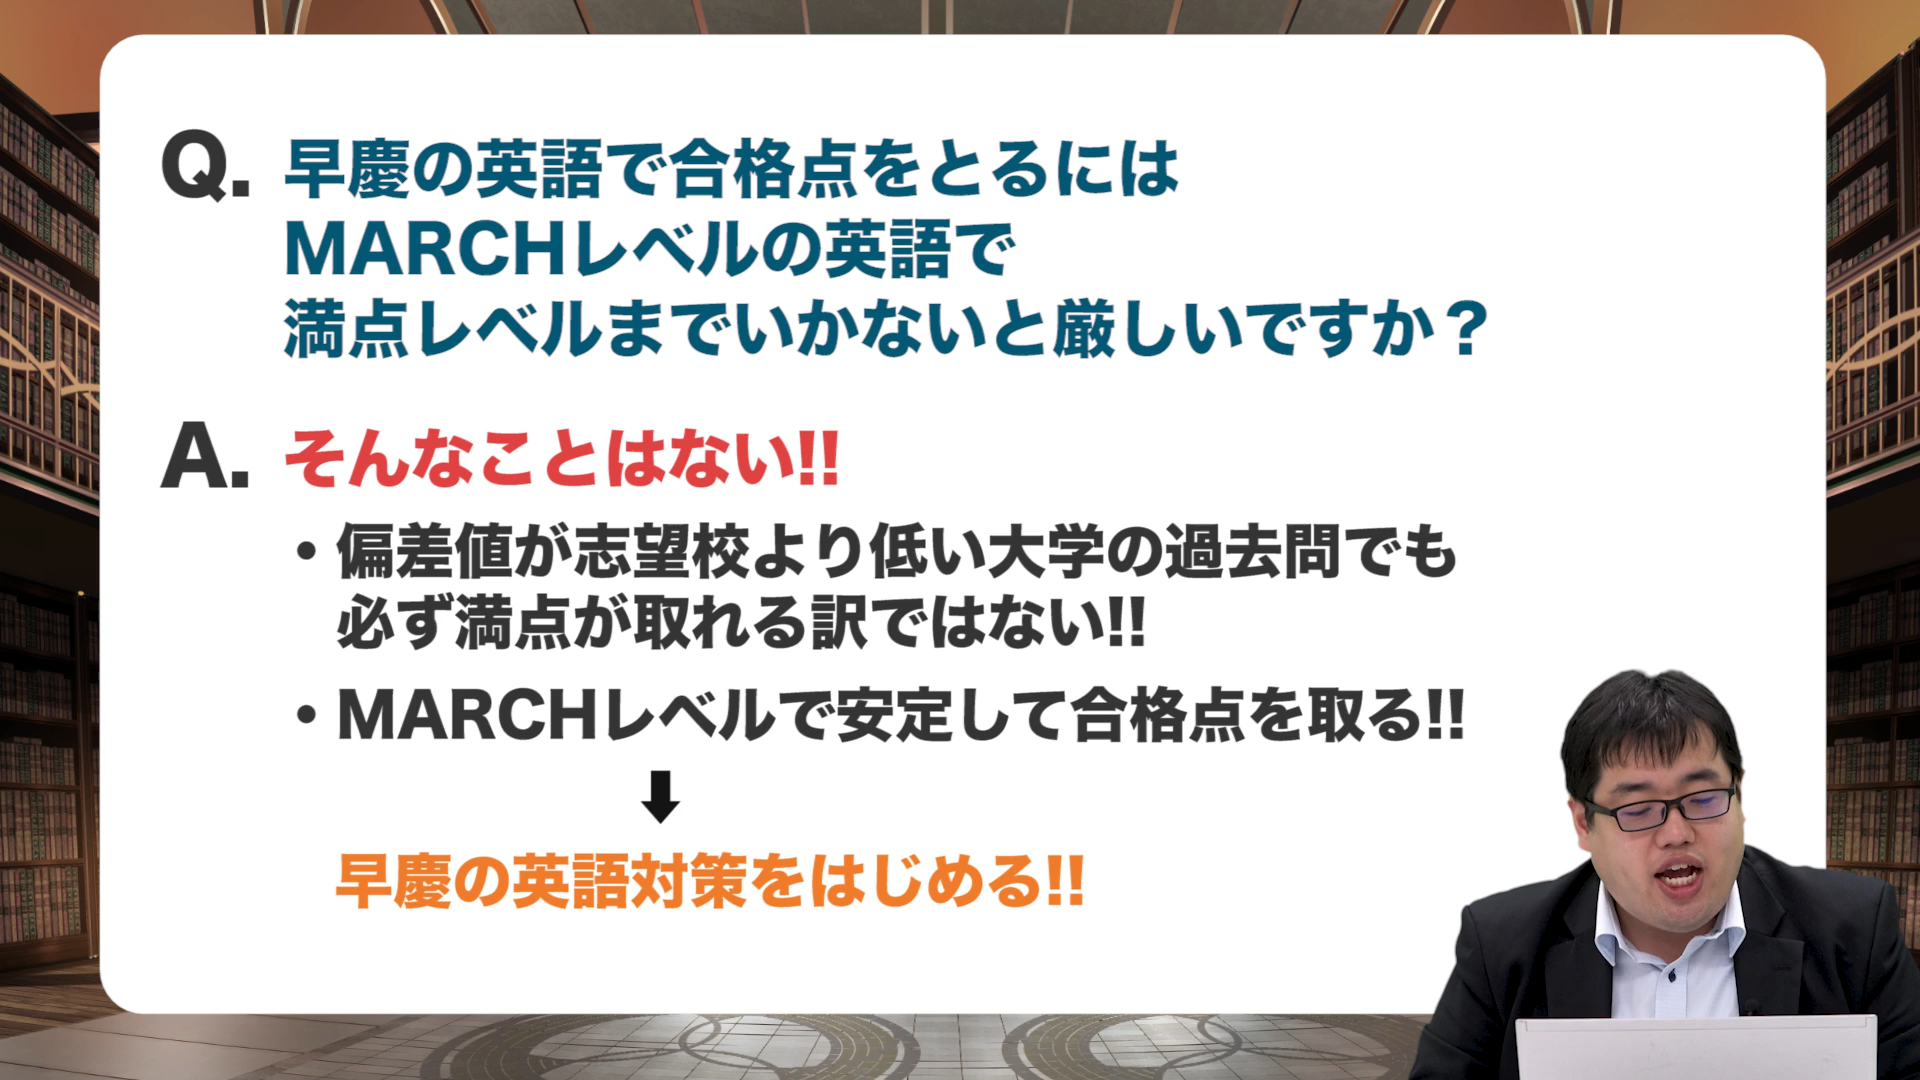 Q. 早慶の英語で合格点をとるには
MARCHレベルの英語で
満点レベルまでいかないと厳しいですか？
A. そんなことはない!!
・偏差値が志望校より低い大学の過去問でも
必ず満点が取れる訳ではない!!
・MARCHレベルで安定して合格点を取る!!
⬇
早慶の英語対策をはじめる!!